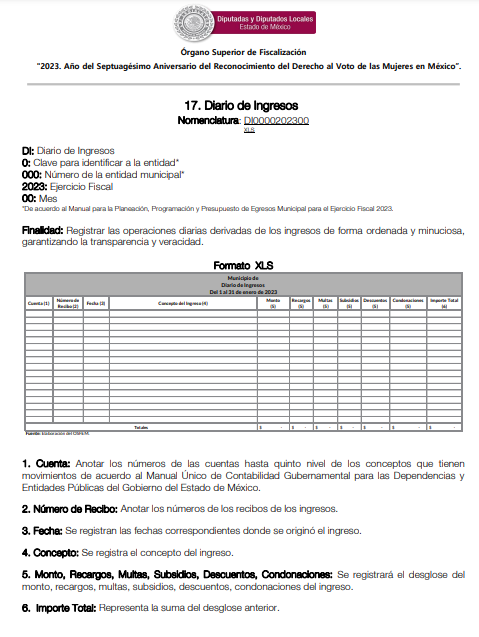 Diputadas y Diputados Locales
Estado de México
Órgano Superior de Fiscalización
"2023. Año del Septuagésimo Aniversario del Reconocimiento del Derecho al Voto de las Mujeres en México".
17. Diario de Ingresos
Nomenclatura: DI0000202300
XLS
DI: Diario de Ingresos
0: Clave para identificar a la entidad*
000: Número de la entidad municipal*
2023: Ejercicio Fiscal
00: Mes
*De acuerdo al Manual para la Planeación, Programación y Presupuesto de Egresos Municipal para el Ejercicio Fiscal 2023.
Finalidad: Registrar las operaciones diarias derivadas de los ingresos de forma ordenada y minuciosa,
garantizando la transparencia y veracidad.
Formato XLS
Municipio de
Diario de Ingresos
Del 1 al 31 de enero de 2023
Cuenta (1) Número de Recibo (2) Fecha (3) Concepto del Ingreso (4) Monto (5) Recargos (5) Multas (5) Subsidios (5) Descuentos (5) Condonaciones (5) Importe Total (6)
Totales $ - $ - $ - $ - $ - $ - $ -
Fuente: Elaboración del OSFEM.
1. Cuenta: Anotar los números de las cuentas hasta quinto nivel de los conceptos que tienen
movimientos de acuerdo al Manual Único de Contabilidad Gubernamental para las Dependencias y
Entidades Públicas del Gobierno del Estado de México.
2. Número de Recibo: Anotar los números de los recibos de los ingresos.
3. Fecha: Se registran las fechas correspondientes donde se originó el ingreso.
4. Concepto: Se registra el concepto del ingreso.
5. Monto, Recargos, Multas, Subsidios, Descuentos, Condonaciones: Se registrará el desglose del
monto, recargos, multas, subsidios, descuentos, condonaciones del ingreso.
6. Importe Total: Representa la suma del desglose anterior.